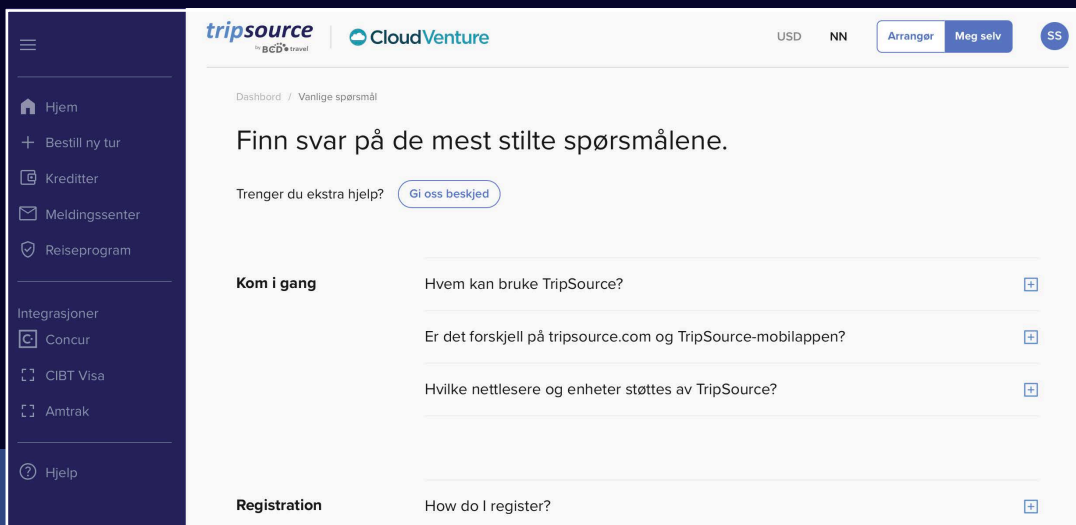 tripsource
by BCD travel
CloudVenture
USD
NN
Arrangør
Meg selv
SS
Hjem
Bestill ny tur
Kreditter
Meldingssenter
Reiseprogram
Integrasjoner
Concur
CIBT Visa
Amtrak
Hjelp
Dashbord / Vanlige spørsmål
Finn svar på de mest stilte spørsmålene.
Trenger du ekstra hjelp? Gi oss beskjed
Kom i gang
Hvem kan bruke TripSource?
Er det forskjell på tripsource.com og TripSource-mobilappen?
Hvilke nettlesere og enheter støttes av TripSource?
Registration
How do I register?